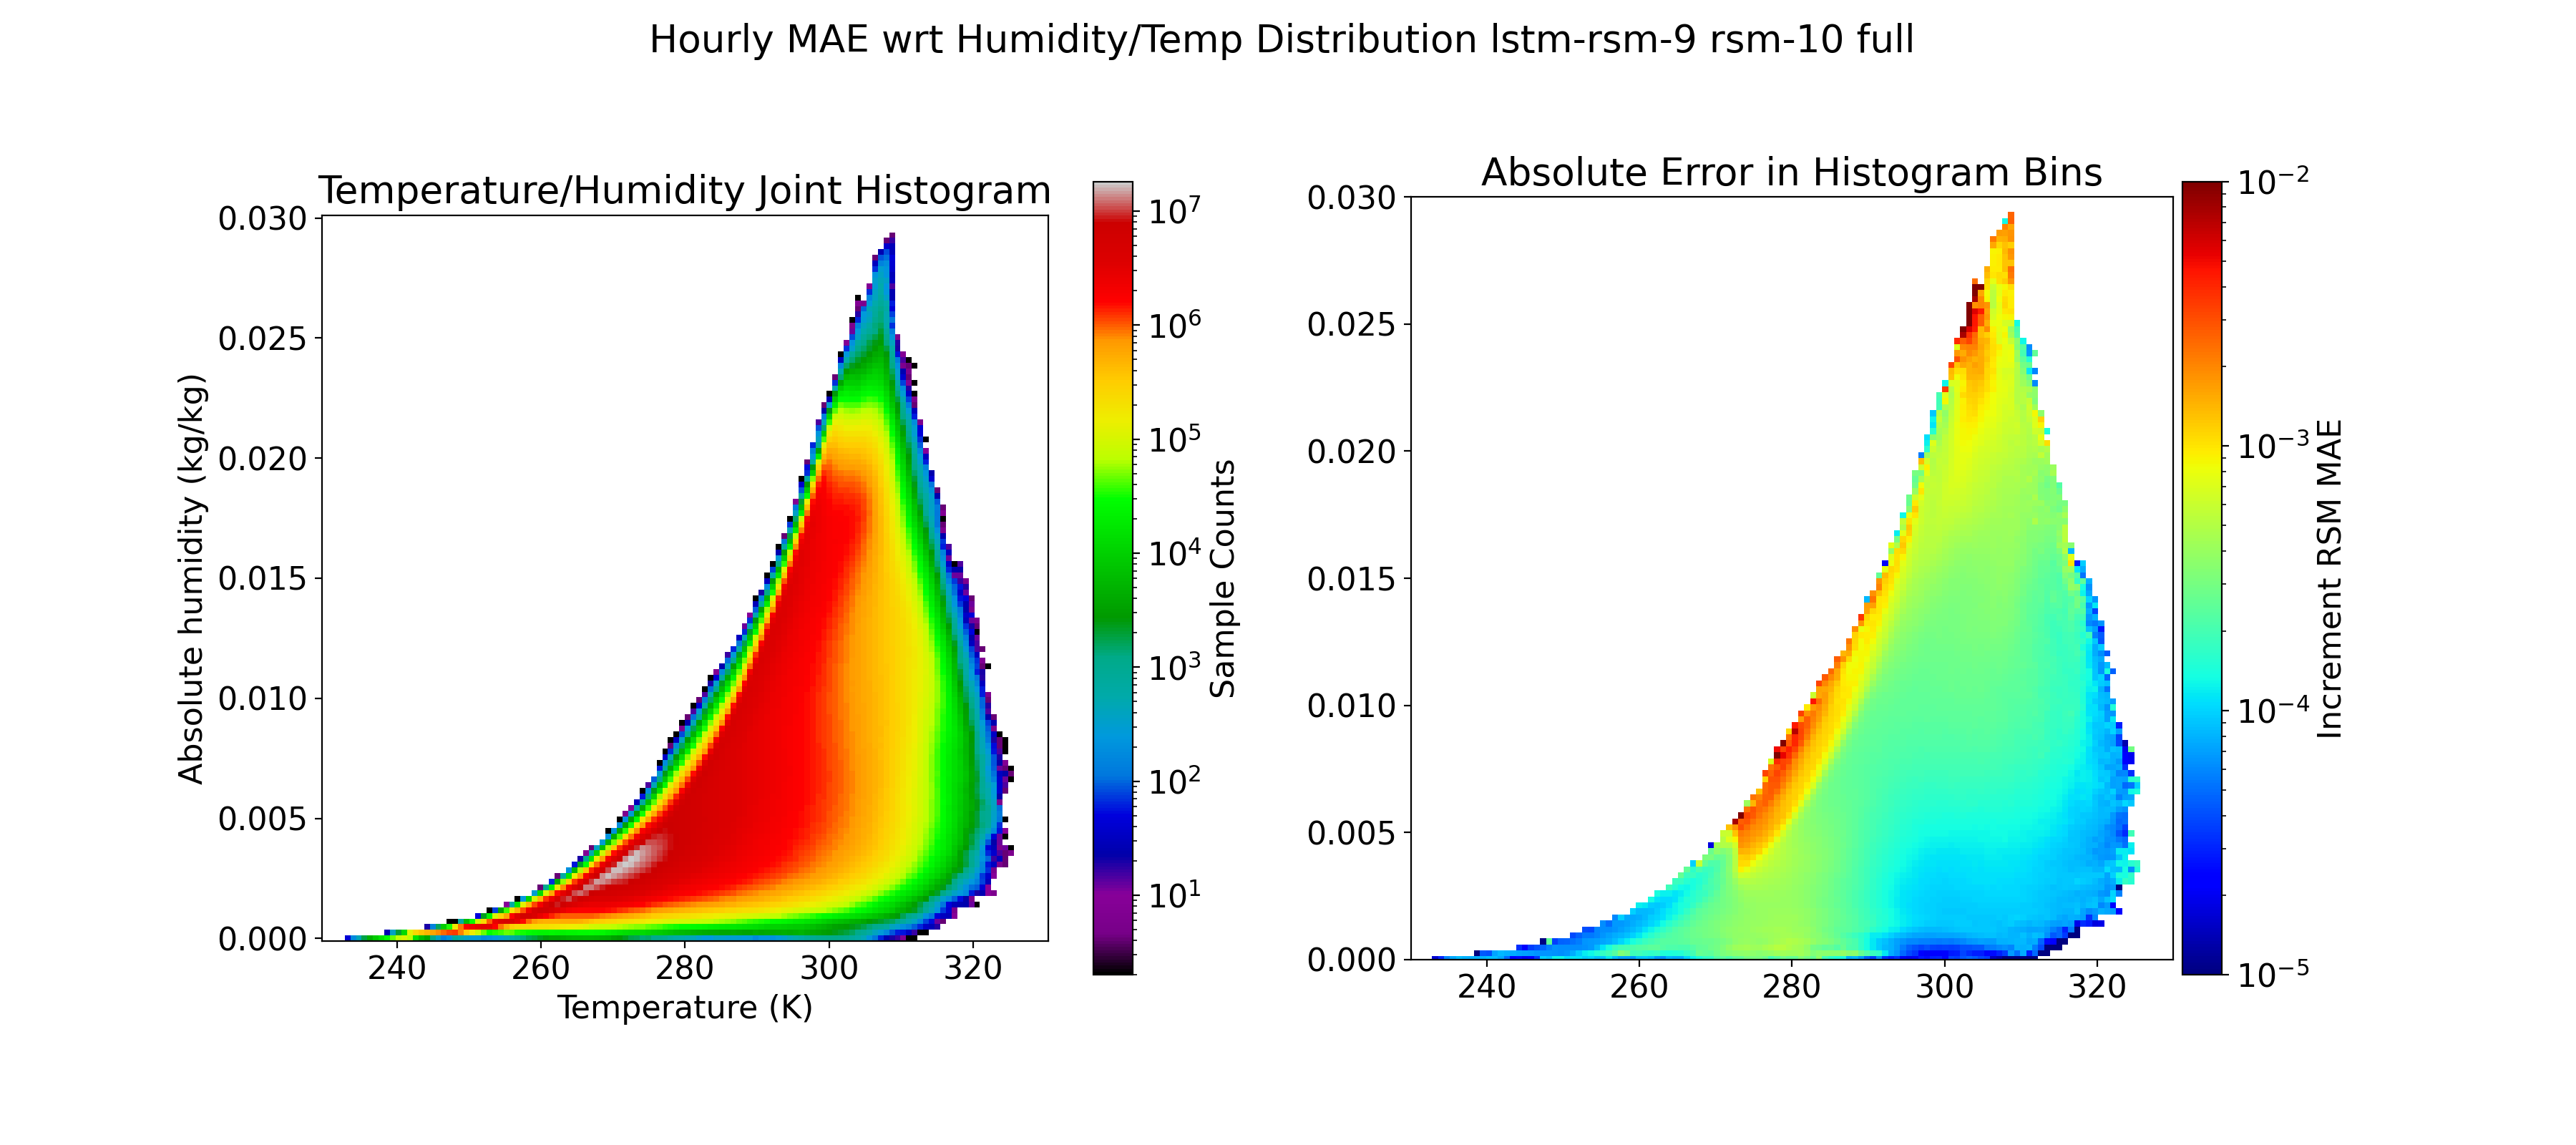 Hourly MAE wrt Humidity/Temp Distribution lstm-rsm-9 rsm-10 full
Temperature/Humidity Joint Histogram
Absolute humidity (kg/kg)
0.030
0.025
0.020
0.015
0.010
0.005
0.000
240 260 280 300 320
Temperature (K)
10⁷
10⁶
10⁵
10⁴
10³
10²
10¹
Sample Counts
Absolute Error in Histogram Bins
0.030
0.025
0.020
0.015
0.010
0.005
0.000
240 260 280 300 320
10⁻²
10⁻³
10⁻⁴
10⁻⁵
Increment RSM MAE